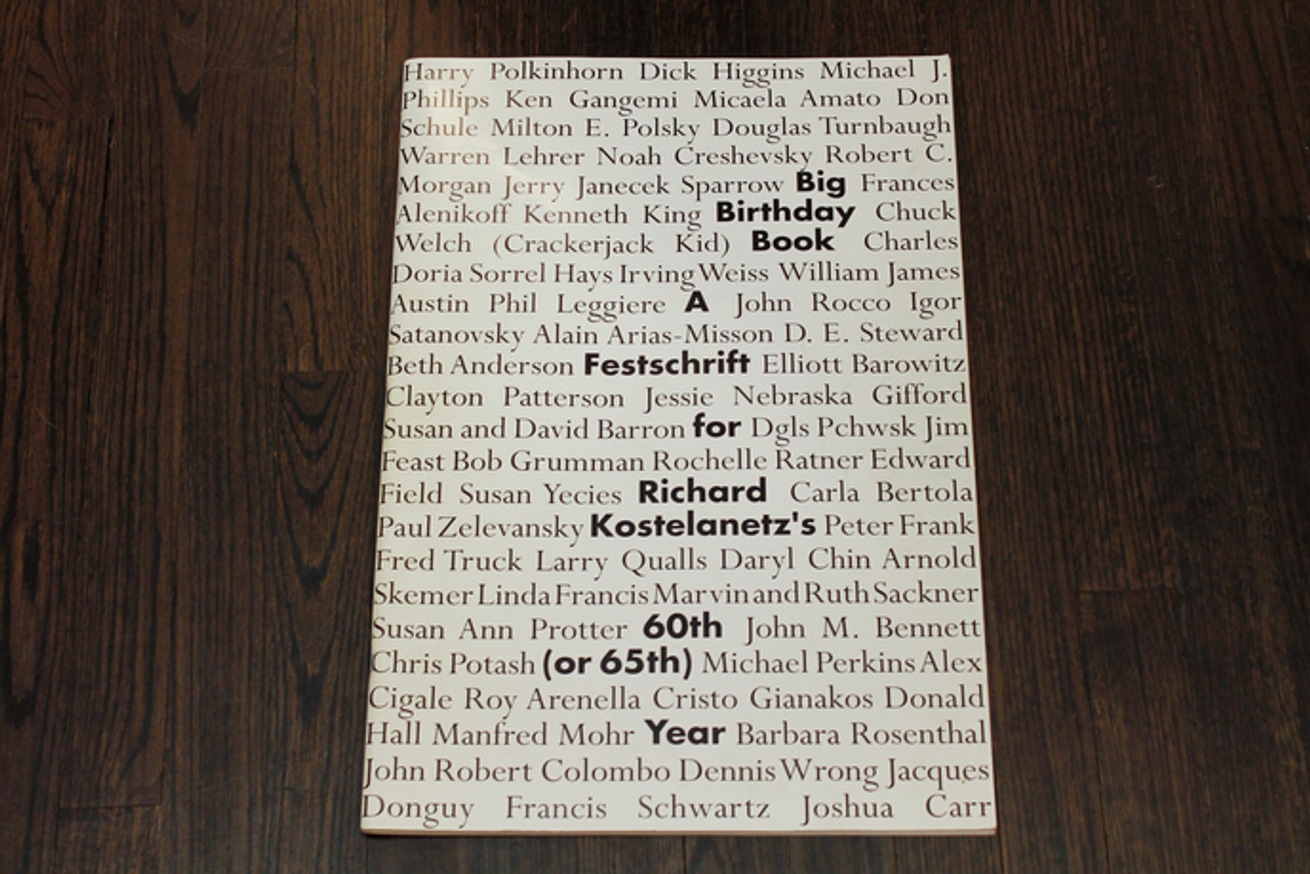 Harry Polkinhorn Dick Higgins Michael J.
Phillips Ken Gangemi Micaela Amato Don
Schule Milton E. Polsky Douglas Turnbaugh
Warren Lehrer Noah Creshevsky Robert C.
Morgan Jerry Janecek Sparrow Big Frances
Alenikoff Kenneth King Birthday Chuck
Welch (Crackerjack Kid) Book Charles
Doria Sorrel Hays Irving Weiss William James
Austin Phil Leggiere A John Rocco Igor
Satanovsky Alain Arias-Misson D. E. Steward
Beth Anderson Festschrift Elliott Barowitz
Clayton Patterson Jessie Nebraska Gifford
Susan and David Barron for Dgls Pchwsk Jim
Feast Bob Grumman Rochelle Ratner Edward
Field Susan Yecies Richard Carla Bertola
Paul Zelevansky Kostelanetz's Peter Frank
Fred Truck Larry Qualls Daryl Chin Arnold
Skemer Linda Francis Marvin and Ruth Sackner
Susan Ann Protter 60th John M. Bennett
Chris Potash (or 65th) Michael Perkins Alex
Cigale Roy Arenella Cristo Gianakos Donald
Hall Manfred Mohr Year Barbara Rosenthal
John Robert Colombo Dennis Wrong Jacques
Donguy Francis Schwartz Joshua Carr